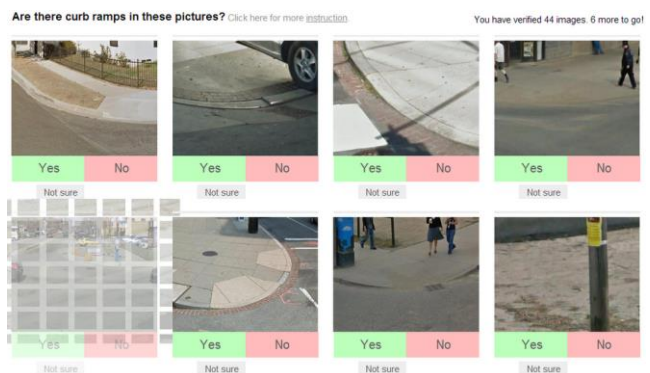 Are there curb ramps in these pictures? Click here for more instruction
You have verified 44 images. 6 more to go!
Yes No Yes No Yes No Yes No
Not sure Not sure Not sure Not sure
Yes No Yes No Yes No Yes No
Not sure Not sure Not sure Not sure